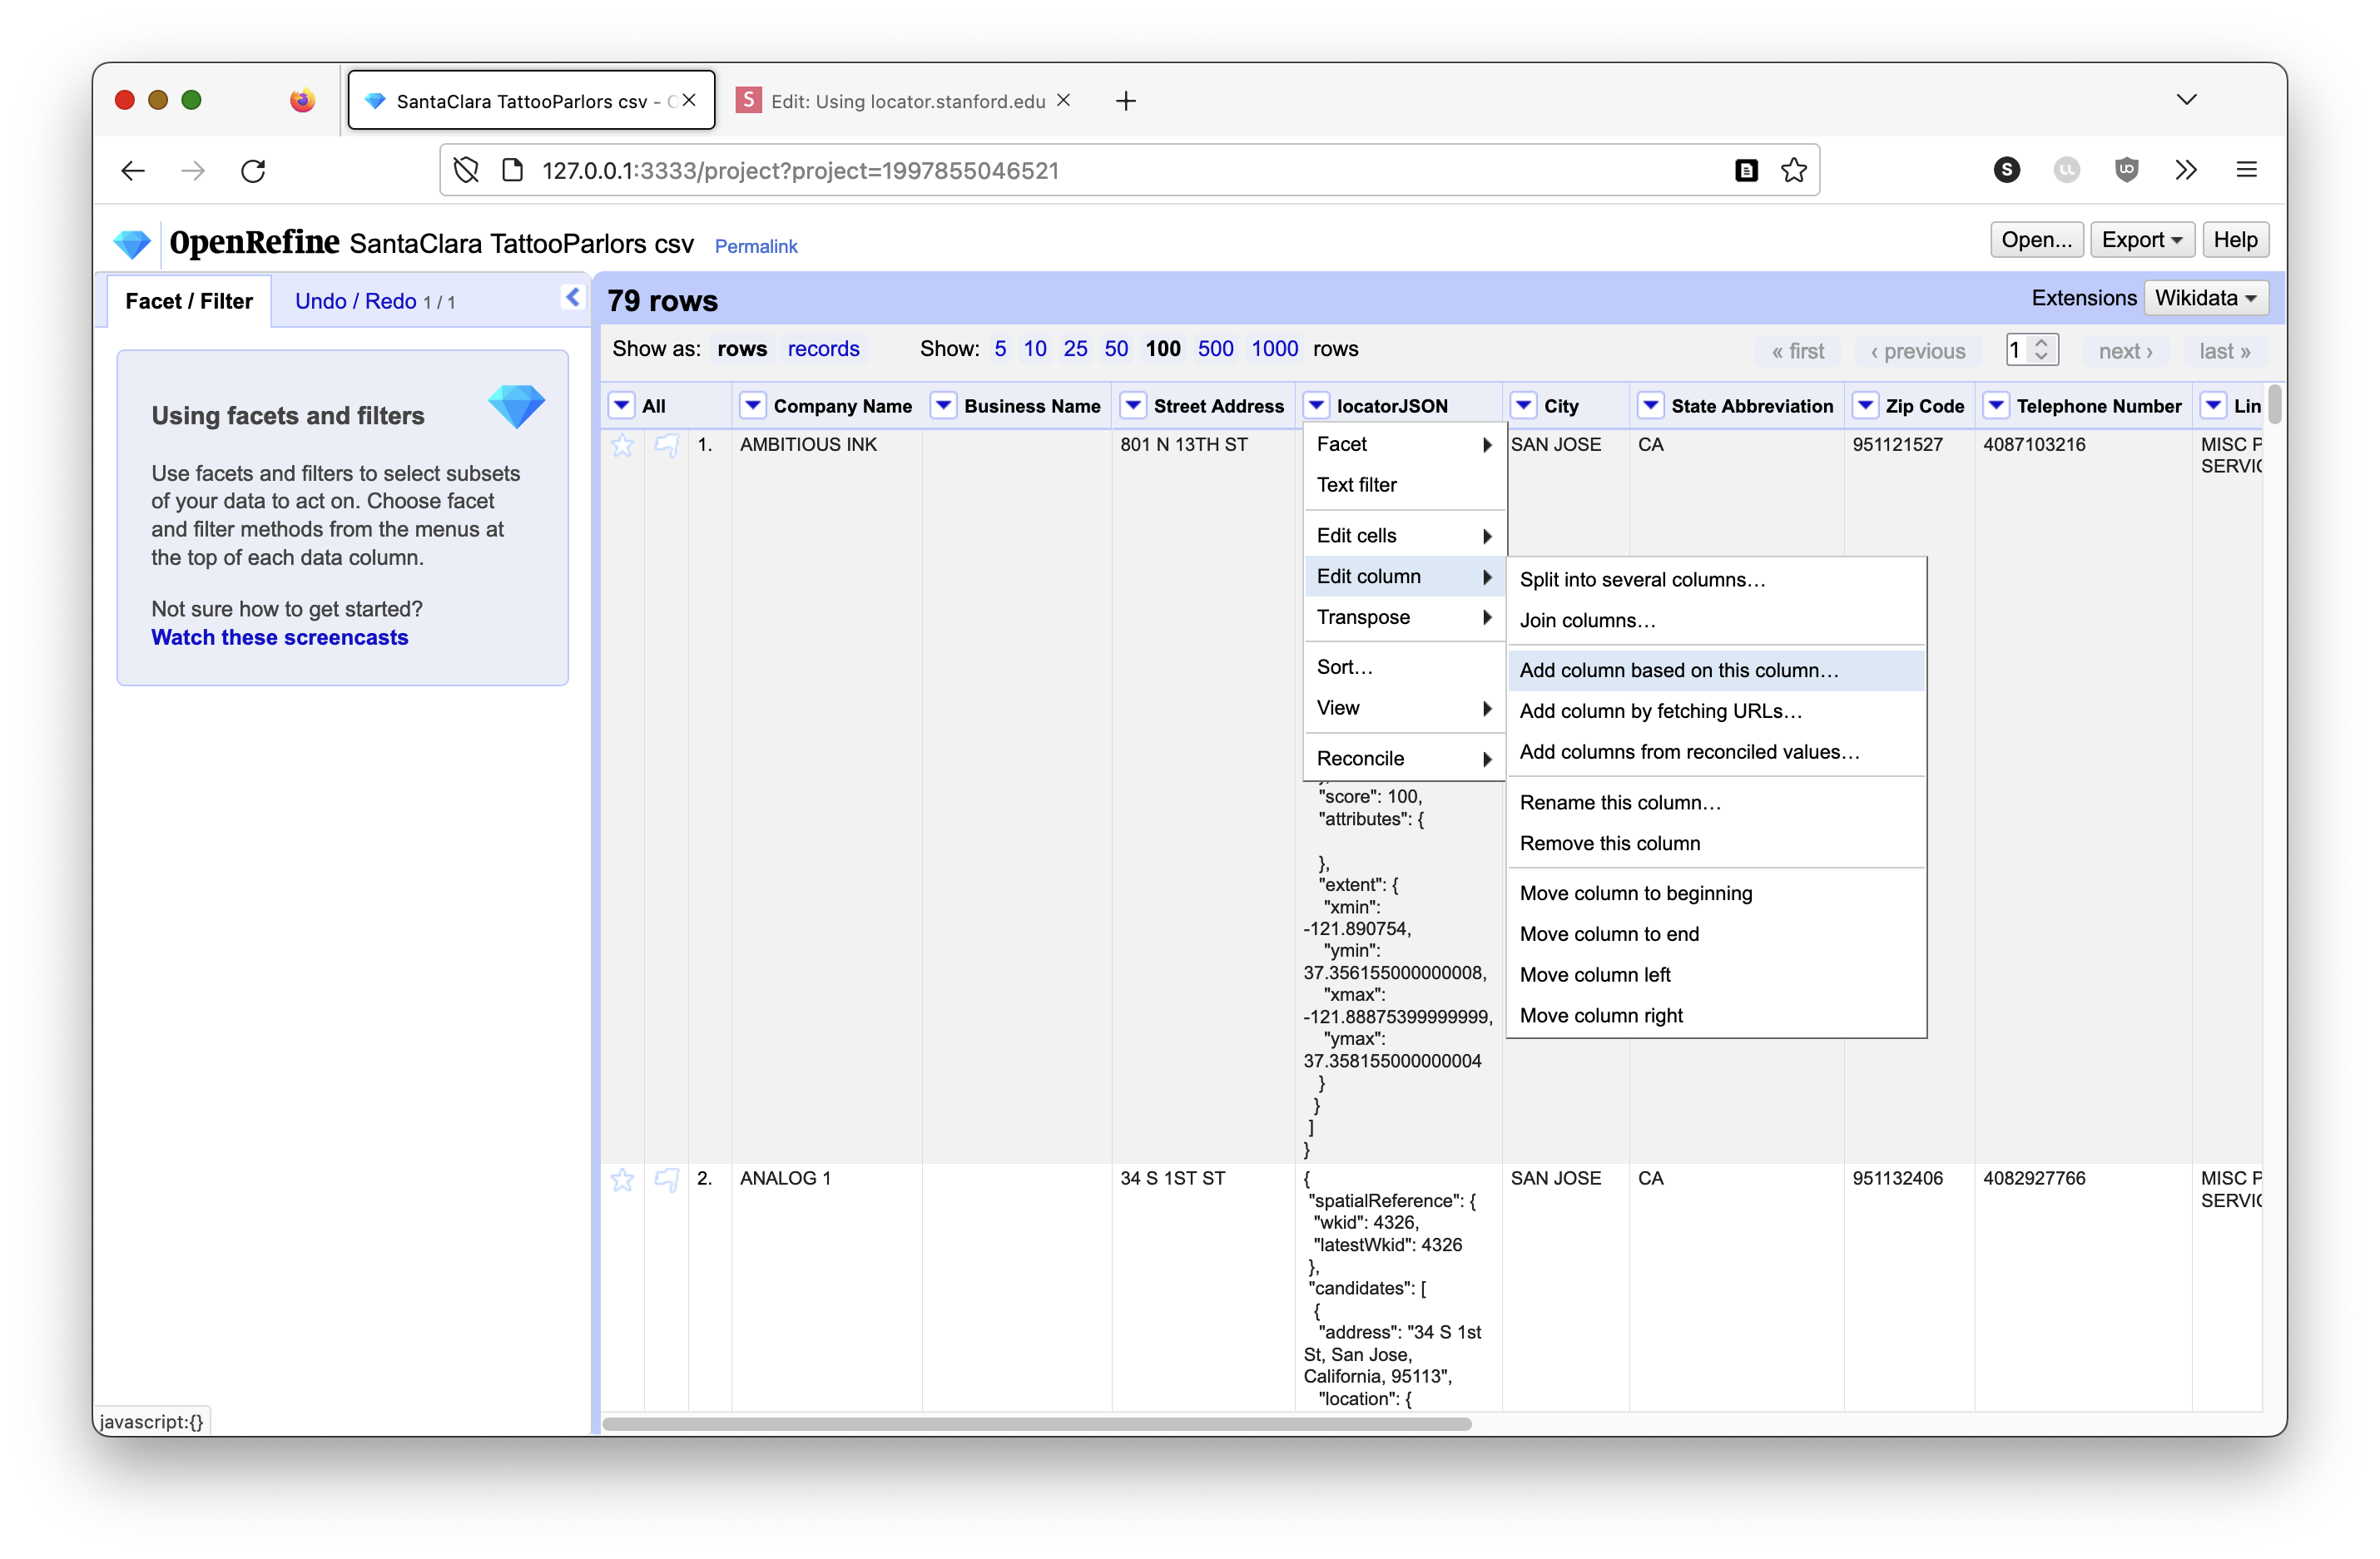 SantaClara TattooParlors csv -
S Edit: Using locator.stanford.edu
127.0.0.1:3333/project?project=1997855046521
OpenRefine SantaClara TattooParlors csv Permalink
Open... Export Help
Facet / Filter Undo / Redo 1 / 1
79 rows
Extensions Wikidata
Show as: rows records Show: 5 10 25 50 100 500 1000 rows
« first ‹ previous 1 next › last »
Using facets and filters
Use facets and filters to select subsets
of your data to act on. Choose facet
and filter methods from the menus at
the top of each data column.
Not sure how to get started?
Watch these screencasts
All Company Name Business Name Street Address locatorJSON City State Abbreviation Zip Code Telephone Number Lin
1. AMBITIOUS INK 801 N 13TH ST SAN JOSE CA 951121527 4087103216 MISC P
SERVIC
Facet
Text filter
Edit cells
Edit column
Transpose
Sort…
View
Reconcile
Split into several columns…
Join columns…
Add column based on this column…
Add column by fetching URLs…
Add columns from reconciled values…
Rename this column…
Remove this column
Move column to beginning
Move column to end
Move column left
Move column right
"score": 100,
"attributes": {
},
"extent": {
"xmin":
-121.890754,
"ymin":
37.356155000000008,
"xmax":
-121.88875399999999,
"ymax":
37.358155000000004
}
}
]
}
2. ANALOG 1 34 S 1ST ST { SAN JOSE CA 951132406 4082927766 MISC P
SERVIC
"spatialReference": {
"wkid": 4326,
"latestWkid": 4326
},
"candidates": [
{
"address": "34 S 1st
St, San Jose,
California, 95113",
"location": {
javascript:{}